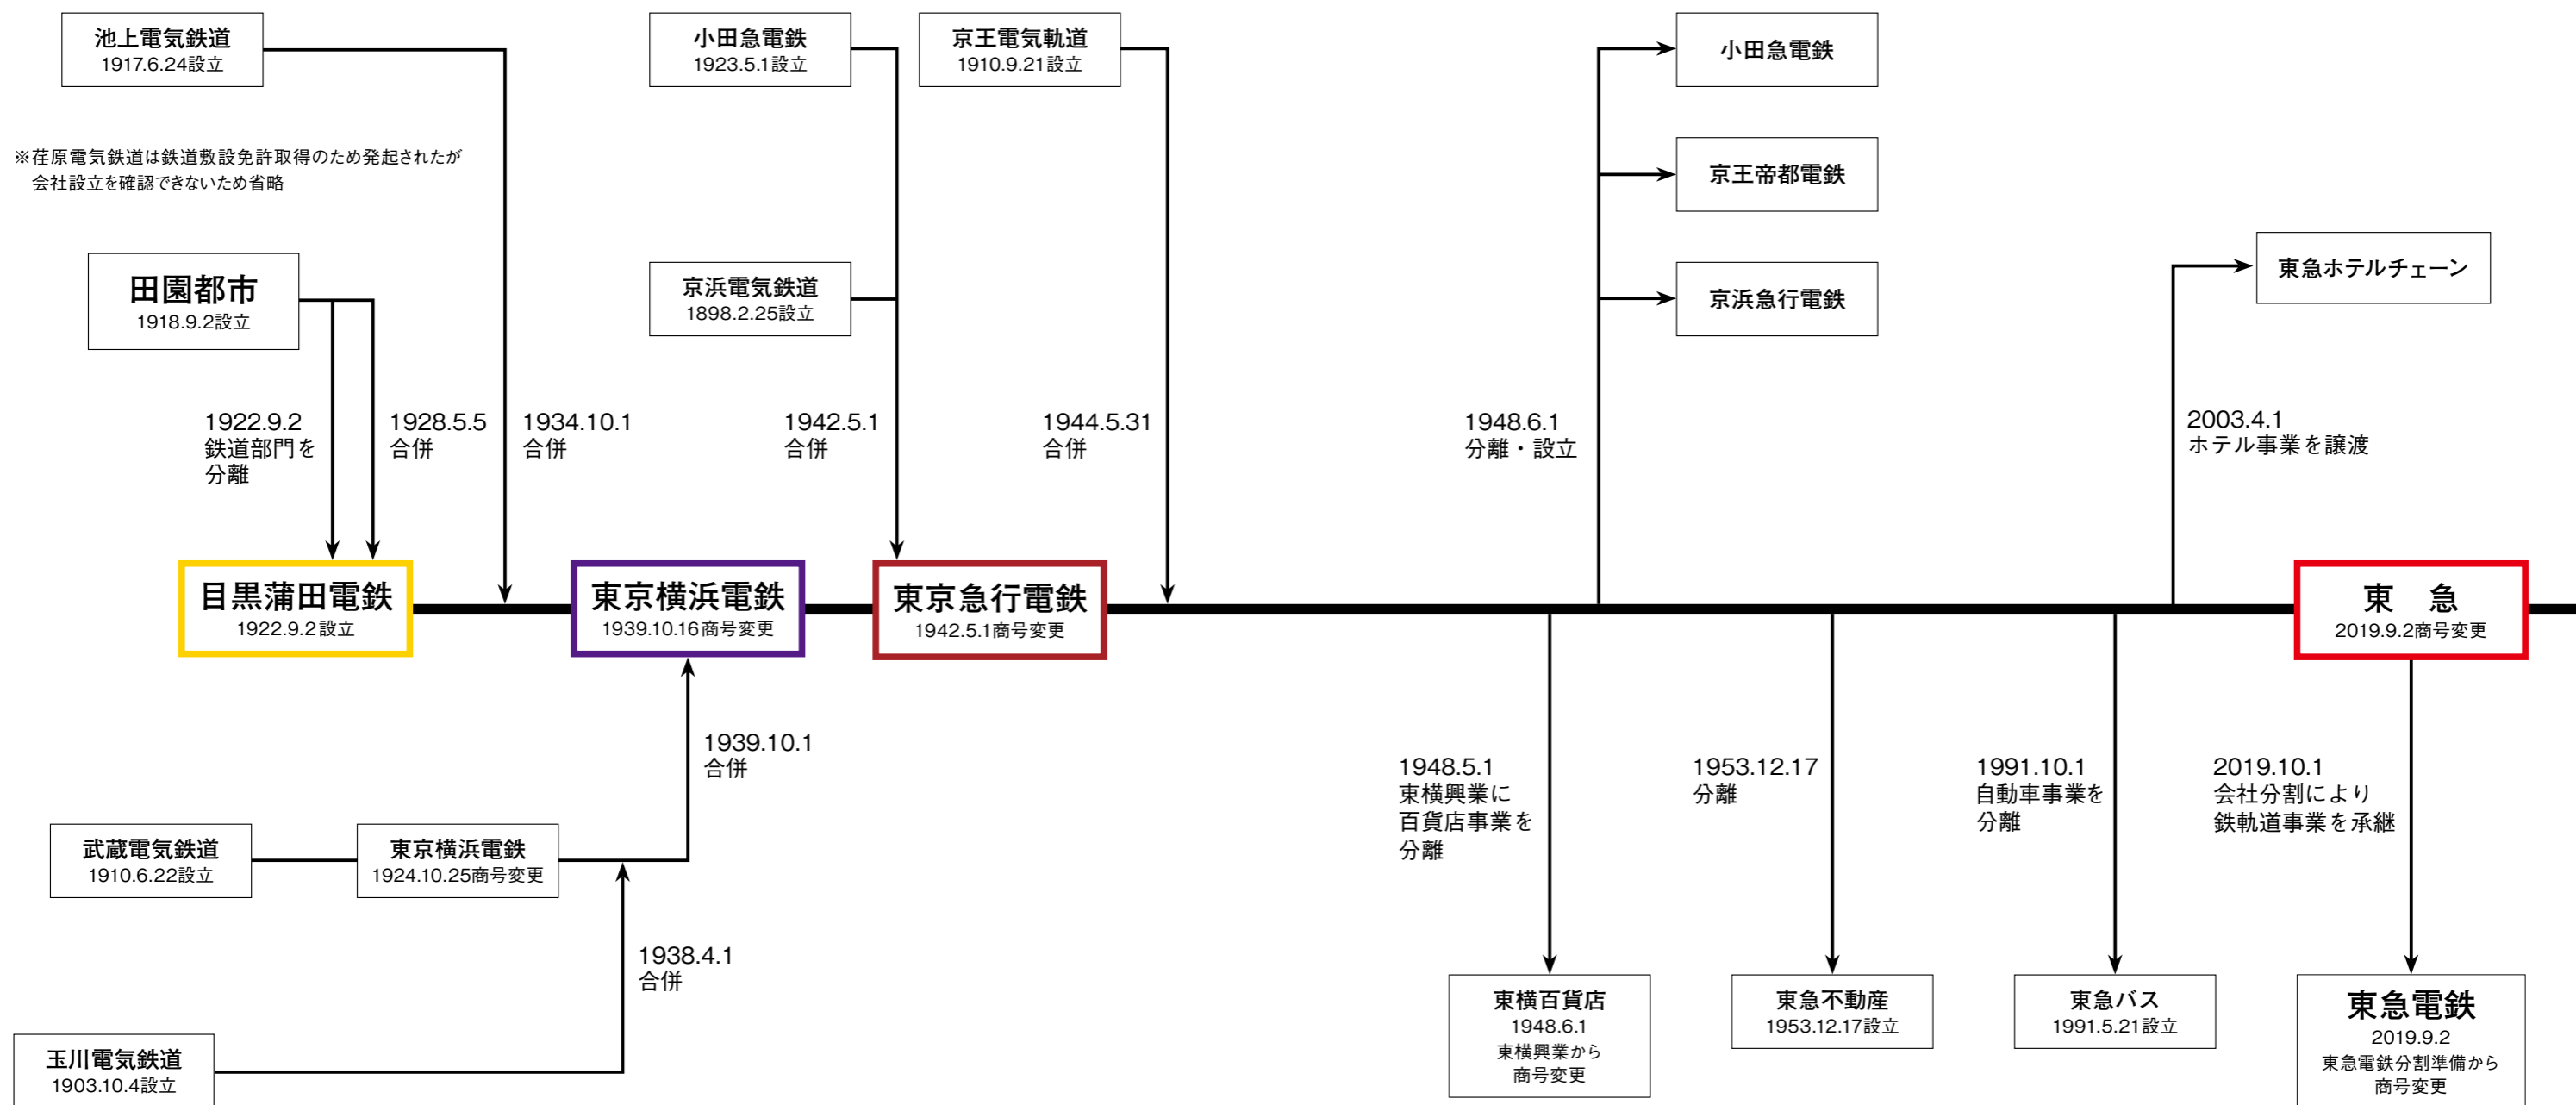 池上電気鉄道
1917.6.24設立
小田急電鉄
1923.5.1設立
京王電気軌道
1910.9.21設立
小田急電鉄
※荏原電気鉄道は鉄道敷設免許取得のため発起されたが
会社設立を確認できないため省略
京王帝都電鉄
田園都市
1918.9.2設立
京浜電気鉄道
1898.2.25設立
京浜急行電鉄
東急ホテルチェーン
1922.9.2
鉄道部門を
分離
1928.5.5
合併
1934.10.1
合併
1942.5.1
合併
1944.5.31
合併
1948.6.1
分離・設立
2003.4.1
ホテル事業を譲渡
目黒蒲田電鉄
1922.9.2設立
東京横浜電鉄
1939.10.16商号変更
東京急行電鉄
1942.5.1商号変更
東　急
2019.9.2商号変更
1939.10.1
合併
1948.5.1
東横興業に
百貨店事業を
分離
1953.12.17
分離
1991.10.1
自動車事業を
分離
2019.10.1
会社分割により
鉄軌道事業を承継
武蔵電気鉄道
1910.6.22設立
東京横浜電鉄
1924.10.25商号変更
1938.4.1
合併
玉川電気鉄道
1903.10.4設立
東横百貨店
1948.6.1
東横興業から
商号変更
東急不動産
1953.12.17設立
東急バス
1991.5.21設立
東急電鉄
2019.9.2
東急電鉄分割準備から
商号変更